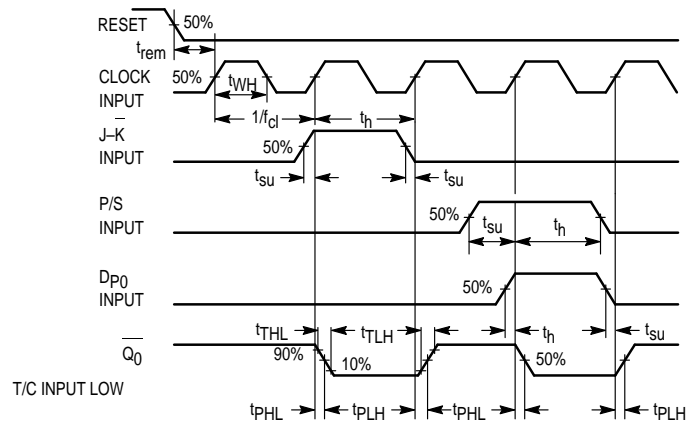 RESET
50%
trem
CLOCK
INPUT
50%
tWH
1/fcl
th
J–K̅
INPUT
50%
tsu
tsu
P/S
INPUT
50%
tsu
th
DP0
INPUT
50%
tTHL
tTLH
th
tsu
Q̅0̅
90%
10%
50%
T/C INPUT LOW
tPHL
tPLH
tPHL
tPLH